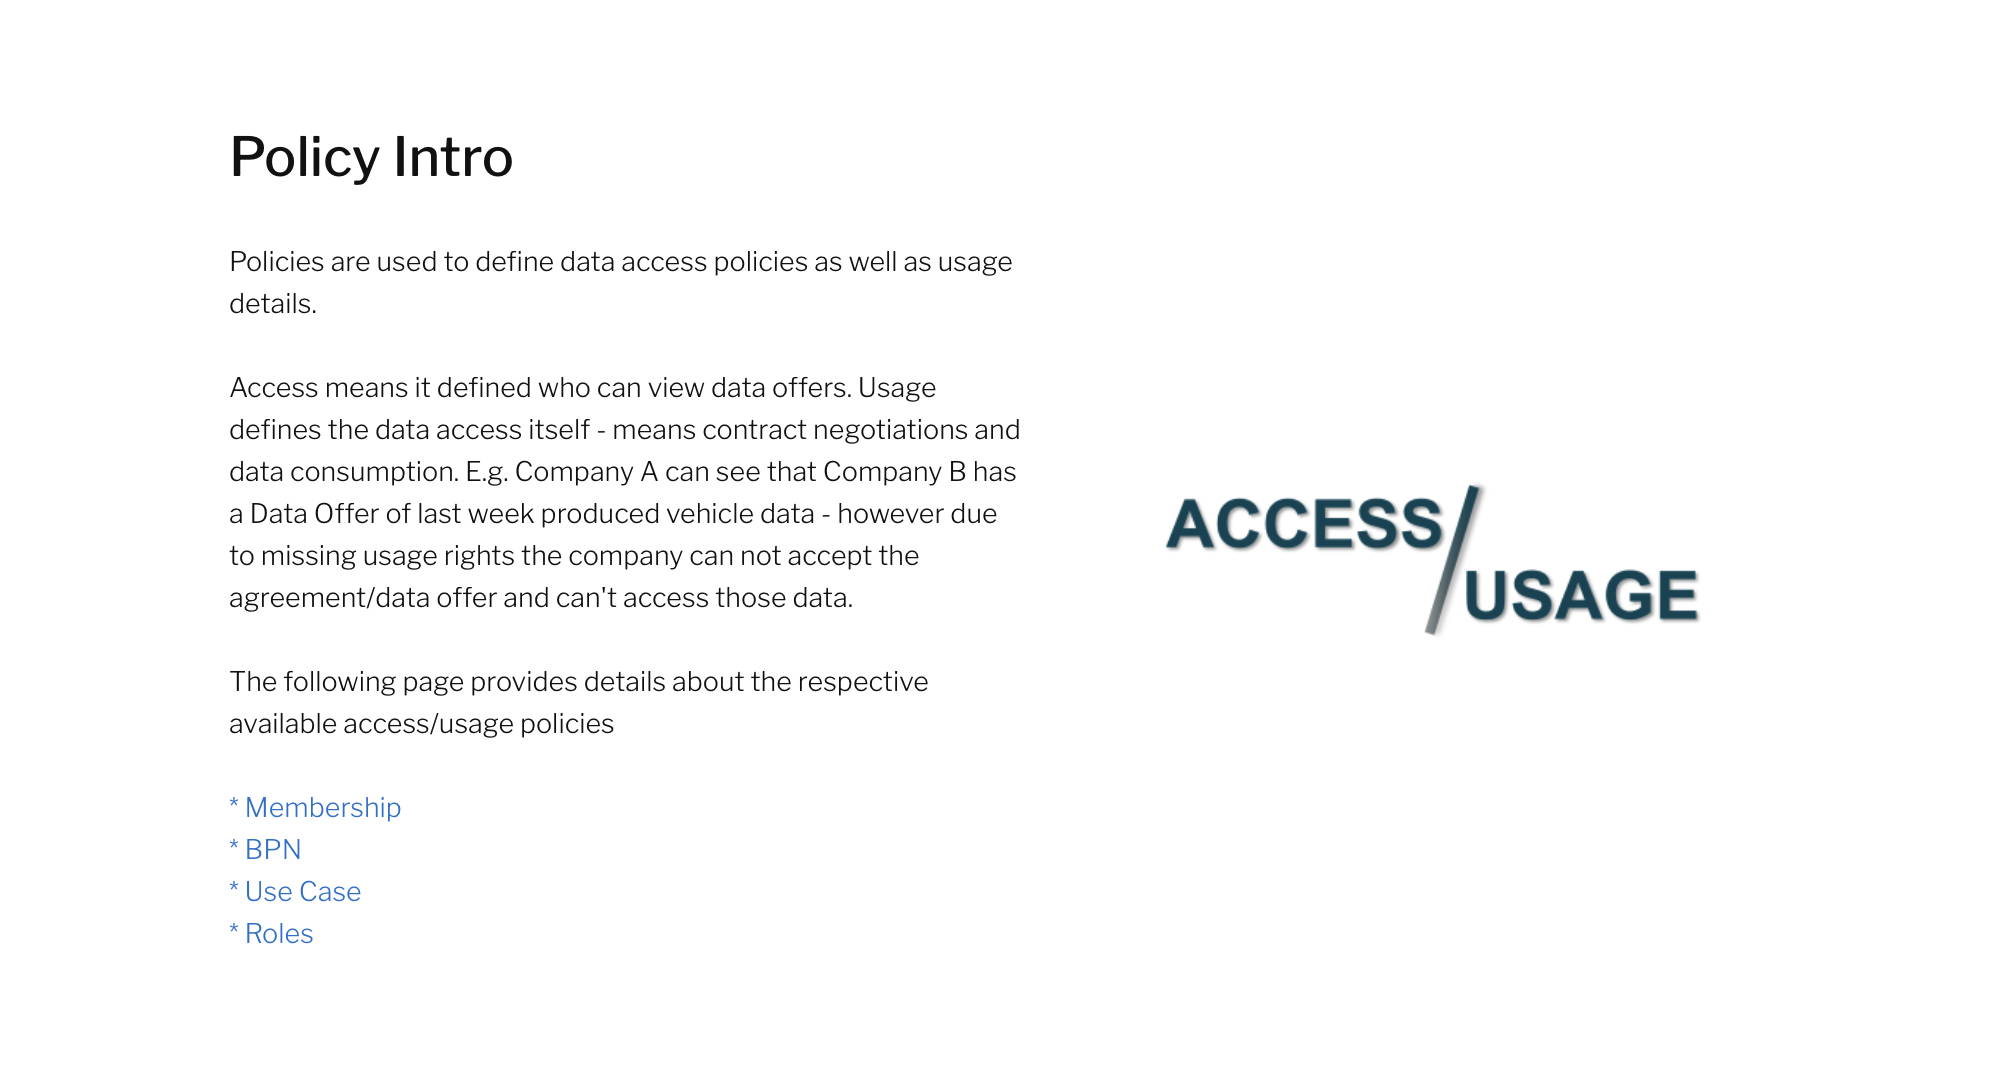 Policy Intro
Policies are used to define data access policies as well as usage
details.
Access means it defined who can view data offers. Usage
defines the data access itself - means contract negotiations and
data consumption. E.g. Company A can see that Company B has
a Data Offer of last week produced vehicle data - however due
to missing usage rights the company can not accept the
agreement/data offer and can't access those data.
The following page provides details about the respective
available access/usage policies
* Membership
* BPN
* Use Case
* Roles
ACCESS/
USAGE